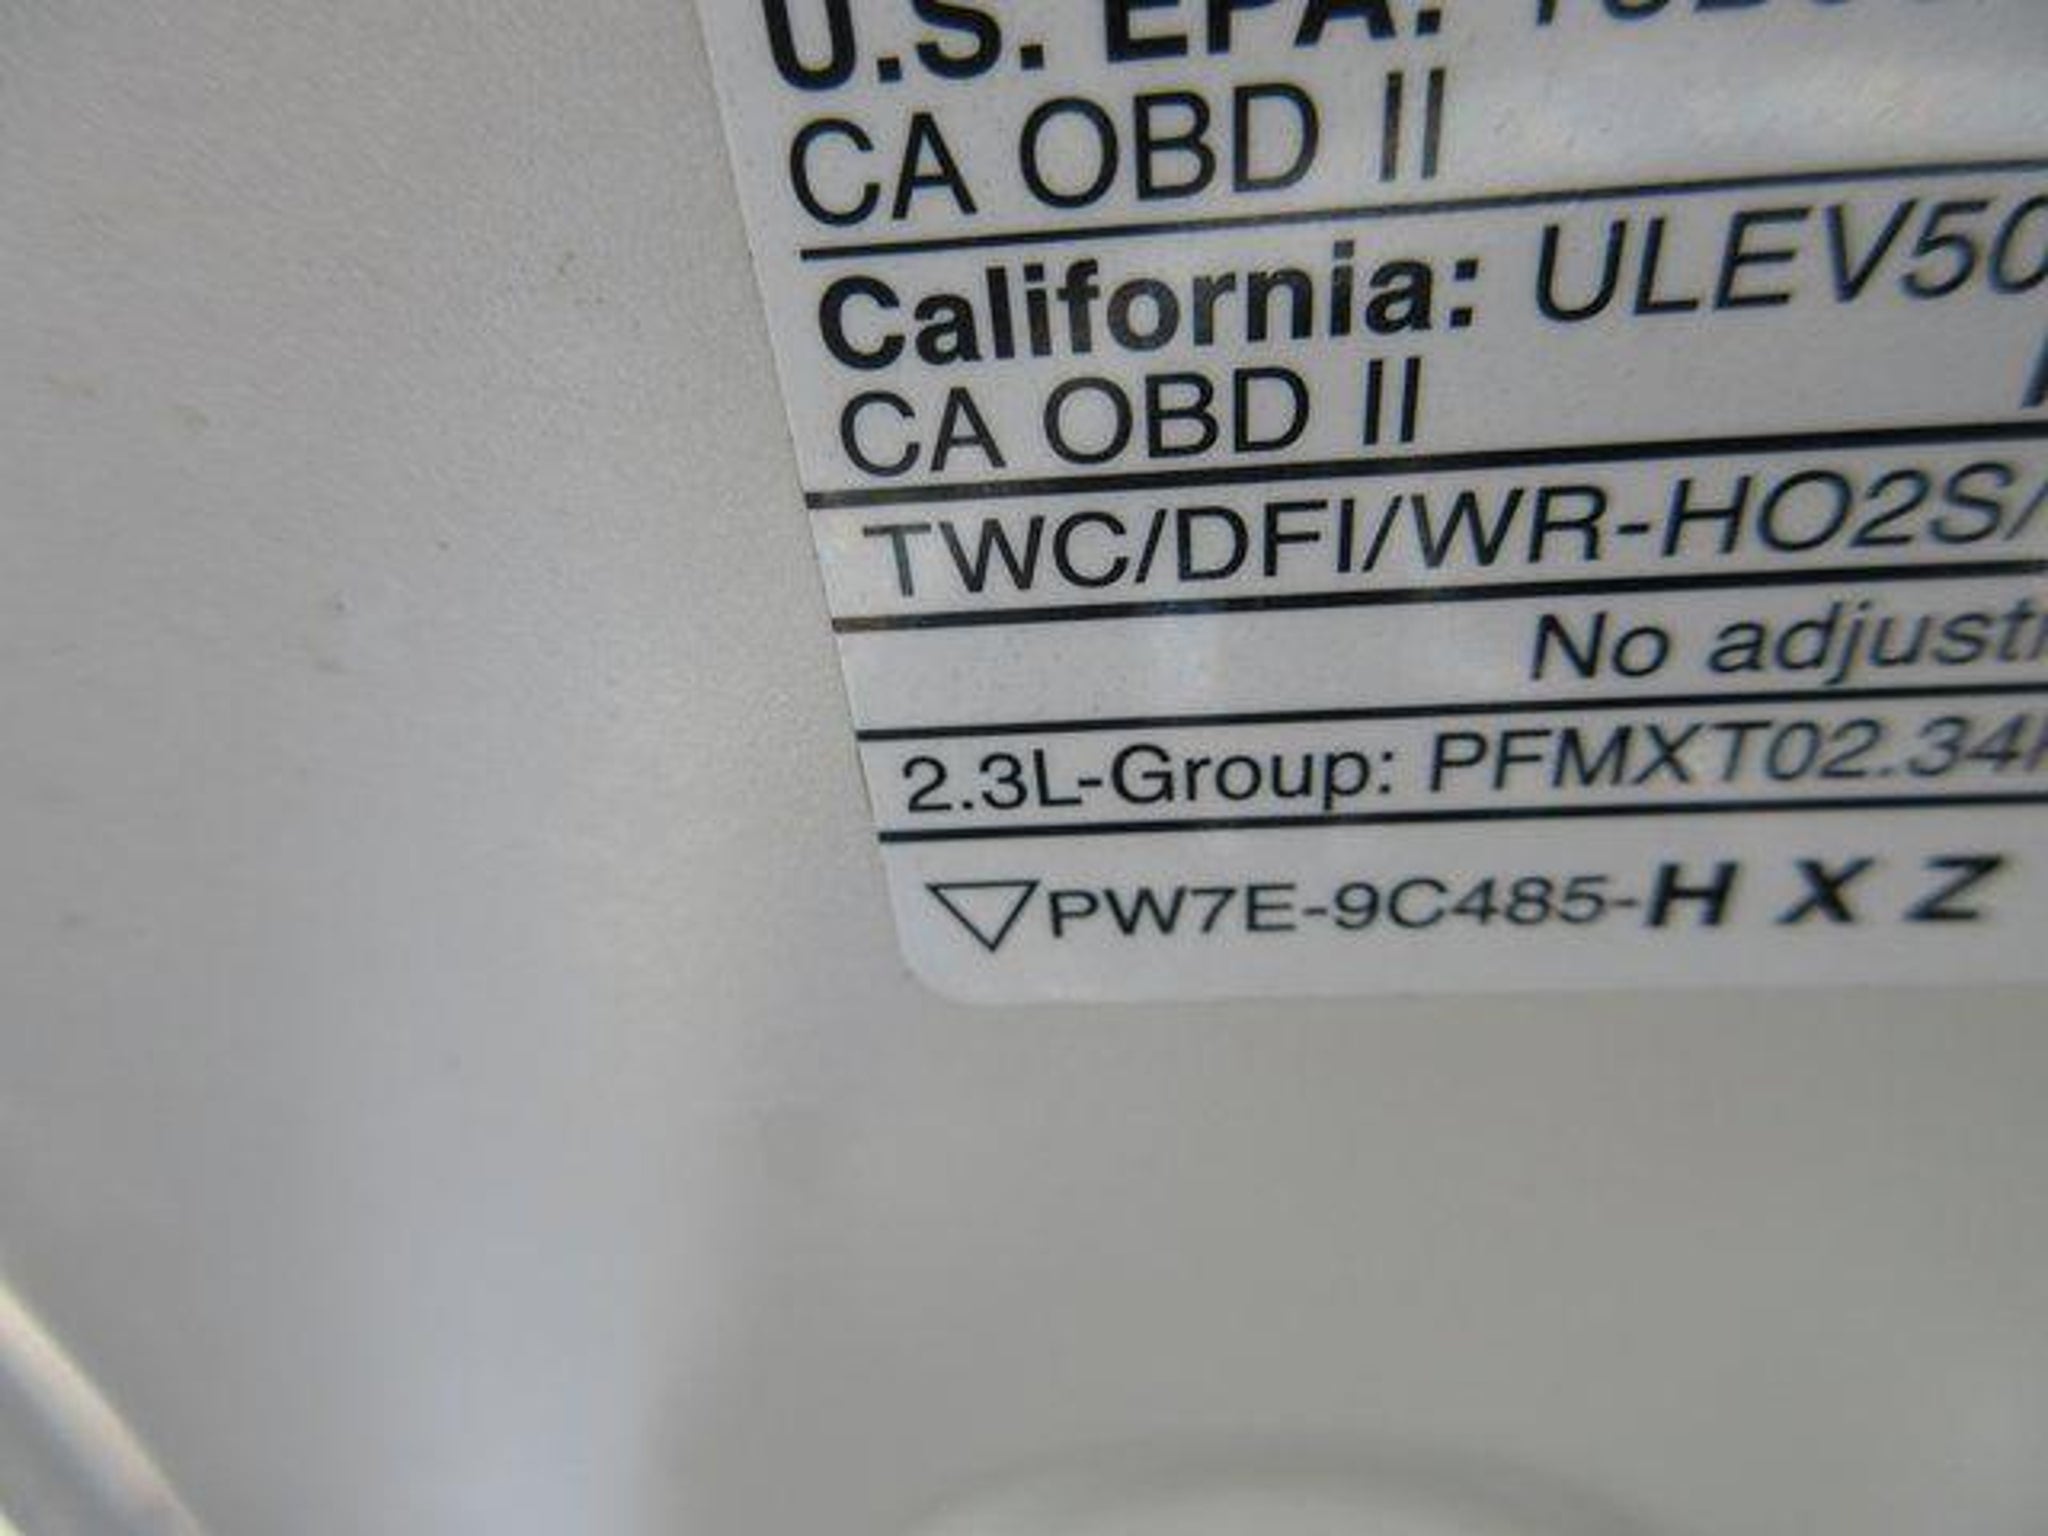 U.S. EPA:
CA OBD II
California: ULEV50
CA OBD II
TWC/DFI/WR-HO2S/
No adjust
2.3L-Group: PFMXT02.34
PW7E-9C485-H X Z